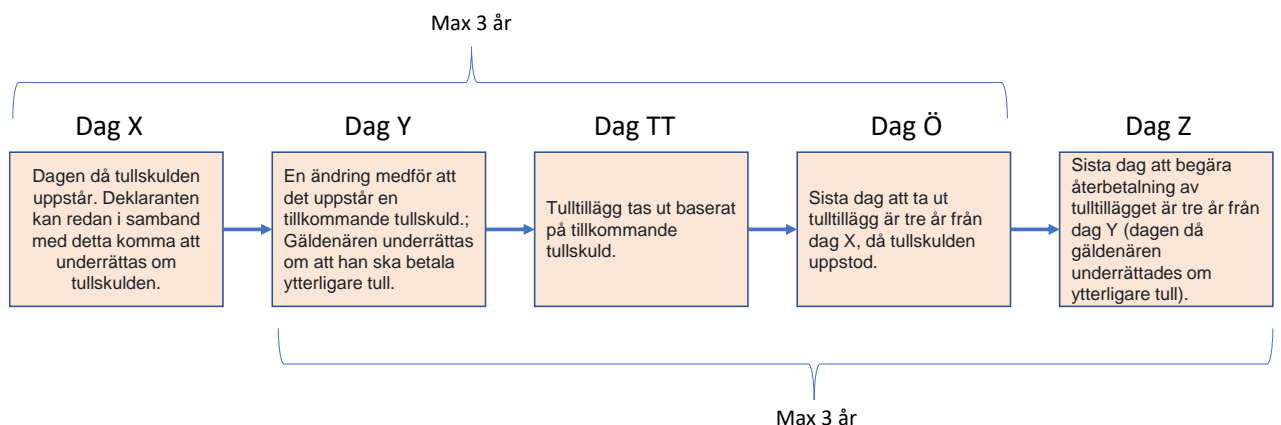 Max 3 år
Dag X
Dag Y
Dag TT
Dag Ö
Dag Z
Dagen då tullskulden
uppstår. Deklaranten
kan redan i samband
med detta komma att
underrättas om
tullskulden.
En ändring medför att
det uppstår en
tillkommande tullskuld.;
Gäldenären underrättas
om att han ska betala
ytterligare tull.
Tulltillägg tas ut baserat
på tillkommande
tullskuld.
Sista dag att ta ut
tulltillägg är tre år från
dag X, då tullskulden
uppstod.
Sista dag att begära
återbetalning av
tulltillägget är tre år från
dag Y (dagen då
gäldenären
underrättades om
ytterligare tull).
Max 3 år